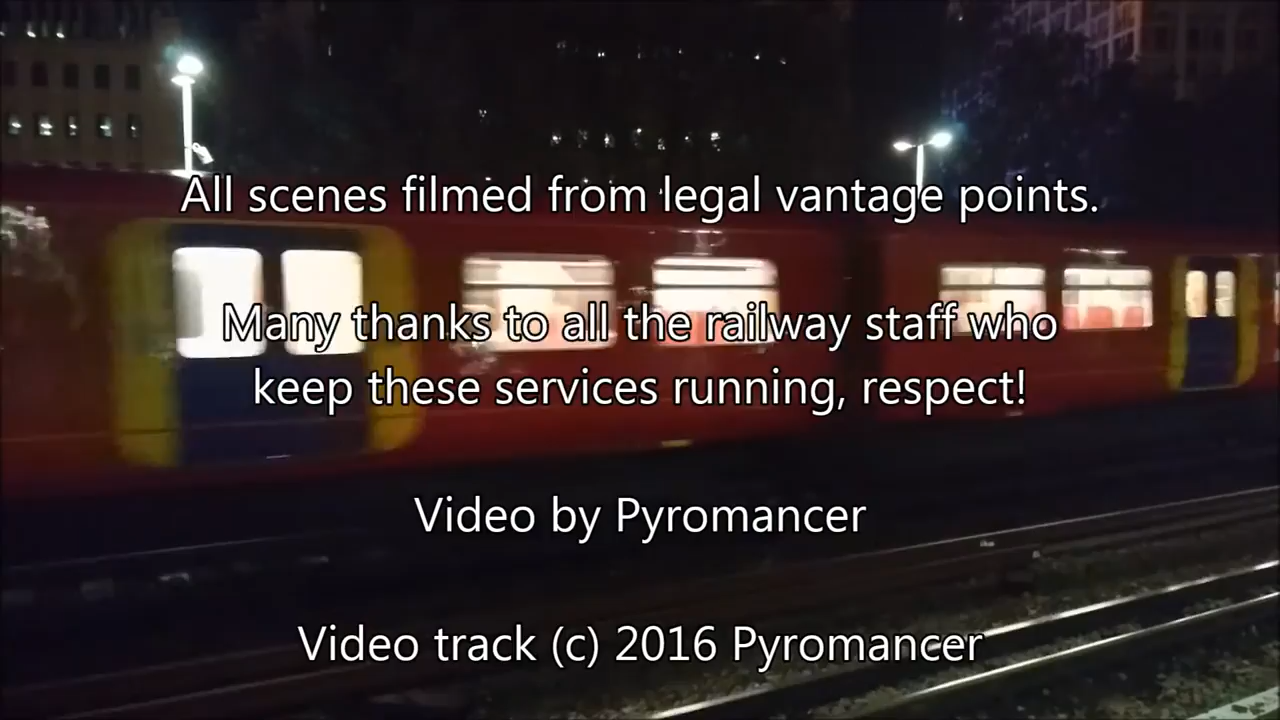 All scenes filmed from legal vantage points.
Many thanks to all the railway staff who
keep these services running, respect!
Video by Pyromancer
Video track (c) 2016 Pyromancer